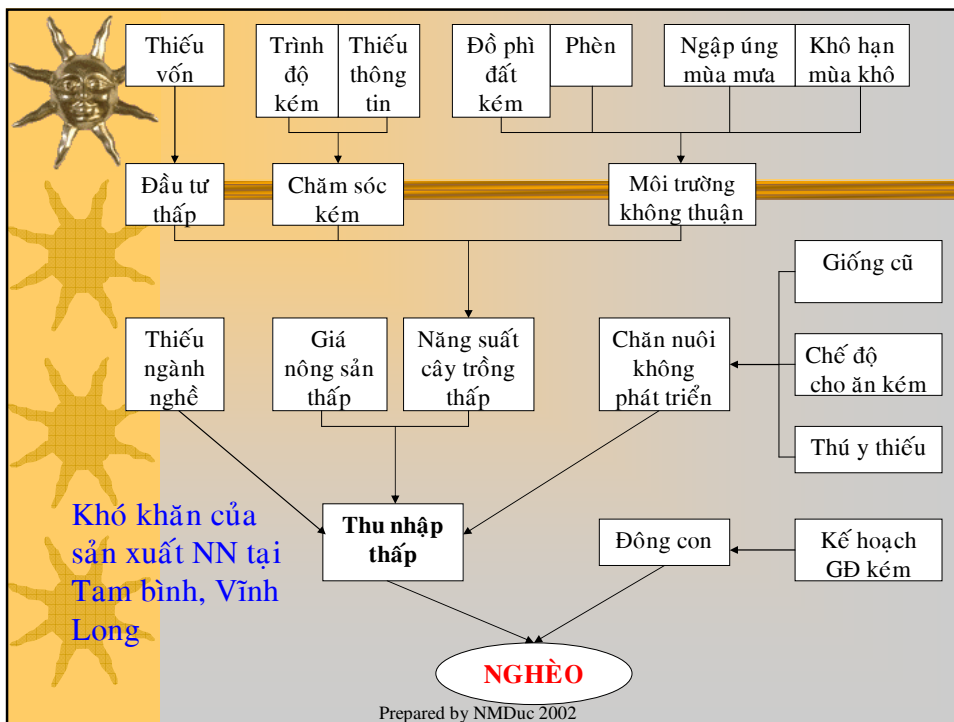 Thiếu
vốn
Trình
độ
kém
Thiếu
thông
tin
Đồ phì
đất
kém
Phèn
Ngập úng
mùa mưa
Khô hạn
mùa khô
Đầu tư
thấp
Chăm sóc
kém
Môi trường
không thuận
Giống cũ
Thiếu
ngành
nghề
Giá
nông sản
thấp
Năng suất
cây trồng
thấp
Chăn nuôi
không
phát triển
Chế độ
cho ăn kém
Thú y thiếu
Khó khăn của
sản xuất NN tại
Tam bình, Vĩnh
Long
Thu nhập
thấp
Đông con
Kế hoạch
GĐ kém
NGHÈO
Prepared by NMDuc 2002